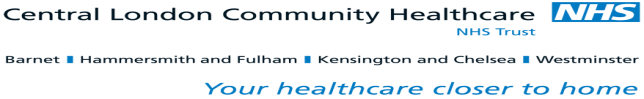 Central London Community Healthcare NHS
NHS Trust
Barnet ▪ Hammersmith and Fulham ▪ Kensington and Chelsea ▪ Westminster
Your healthcare closer to home